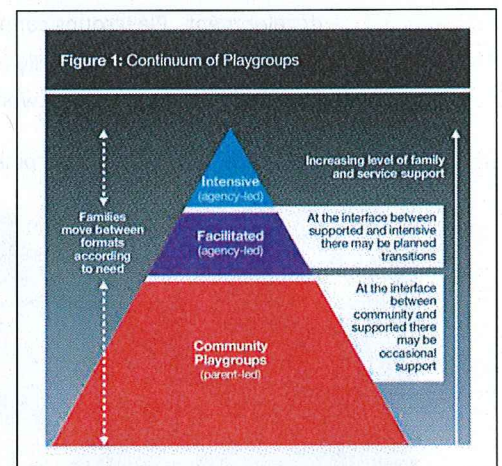 Figure 1: Continuum of Playgroups
Increasing level of family
and service support
Intensive
(agency-led)
Families
move between
formats
according
to need
Facilitated
(agency-led)
At the interface between
supported and intensive
there may be planned
transitions
At the interface
between
community and
supported there
may be
occasional
support
Community
Playgroups
(parent-led)